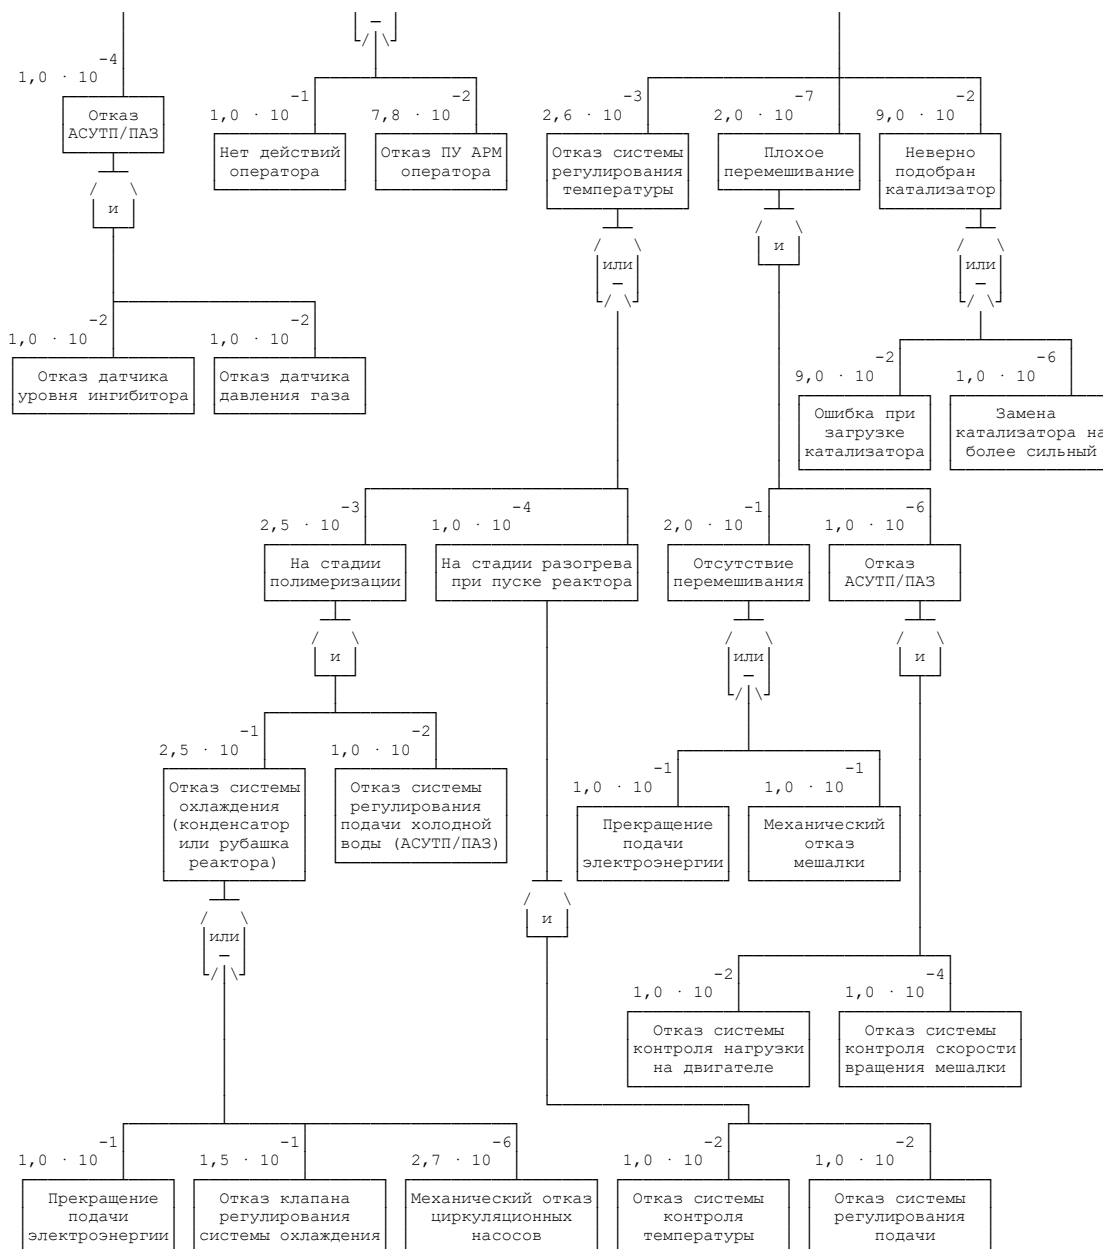 -4
1,0 · 10
Отказ
АСУТП/ПАЗ
и
-1
1,0 · 10
Нет действий
оператора
-2
7,8 · 10
Отказ ПУ АРМ
оператора
-3
2,6 · 10
Отказ системы
регулирования
температуры
или
-7
2,0 · 10
Плохое
перемешивание
и
-2
9,0 · 10
Неверно
подобран
катализатор
или
-2
1,0 · 10
Отказ датчика
уровня ингибитора
-2
1,0 · 10
Отказ датчика
давления газа
-2
9,0 · 10
Ошибка при
загрузке
катализатора
-6
1,0 · 10
Замена
катализатора на
более сильный
-3
2,5 · 10
На стадии
полимеризации
и
-4
1,0 · 10
На стадии разогрева
при пуске реактора
-1
2,0 · 10
Отсутствие
перемешивания
или
-6
1,0 · 10
Отказ
АСУТП/ПАЗ
и
-1
2,5 · 10
Отказ системы
охлаждения
(конденсатор
или рубашка
реактора)
или
-2
1,0 · 10
Отказ системы
регулирования
подачи холодной
воды (АСУТП/ПАЗ)
-1
1,0 · 10
Прекращение
подачи
электроэнергии
-1
1,0 · 10
Механический
отказ
мешалки
и
-2
1,0 · 10
Отказ системы
контроля нагрузки
на двигателе
-4
1,0 · 10
Отказ системы
контроля скорости
вращения мешалки
-1
1,0 · 10
Прекращение
подачи
электроэнергии
-1
1,5 · 10
Отказ клапана
регулирования
системы охлаждения
-6
2,7 · 10
Механический отказ
циркуляционных
насосов
-2
1,0 · 10
Отказ системы
контроля
температуры
-2
1,0 · 10
Отказ системы
регулирования
подачи